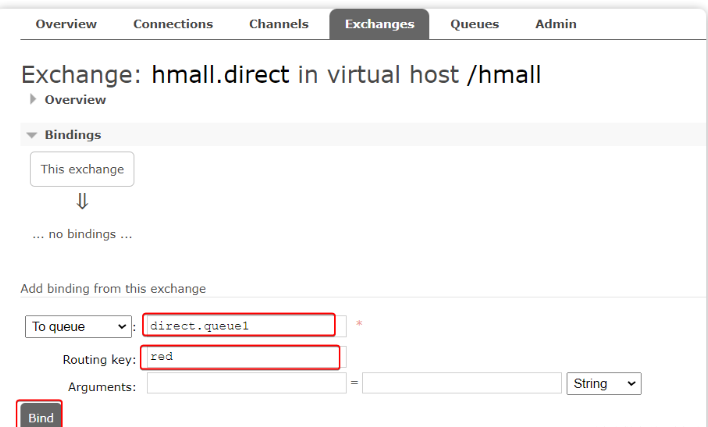 Overview Connections Channels Exchanges Queues Admin
Exchange: hmall.direct in virtual host /hmall
Overview
Bindings
This exchange
⇓
... no bindings ...
Add binding from this exchange
To queue : direct.queue1 *
Routing key: red
Arguments: = String
Bind